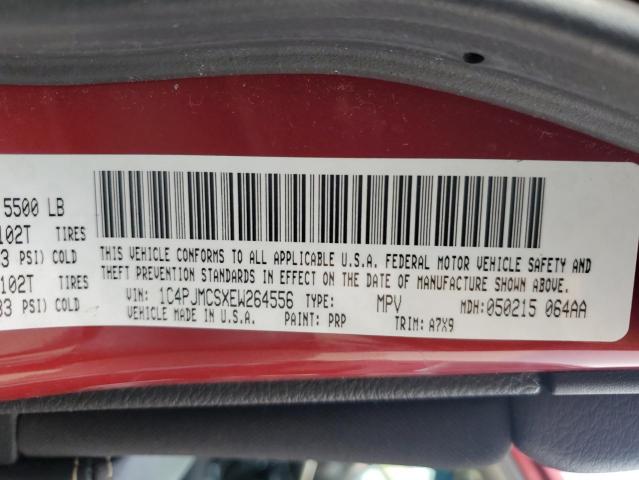 5500 LB
102T TIRES
3 PSI) COLD
102T TIRES
33 PSI) COLD
THIS VEHICLE CONFORMS TO ALL APPLICABLE U.S.A. FEDERAL MOTOR VEHICLE SAFETY AND
THEFT PREVENTION STANDARDS IN EFFECT ON THE DATE OF MANUFACTURE SHOWN ABOVE.
VIN: 1C4PJMCSXEW264556 TYPE: MPV MDH: 050215 064AA
VEHICLE MADE IN U.S.A. PAINT: PRP TRIM: A7X9